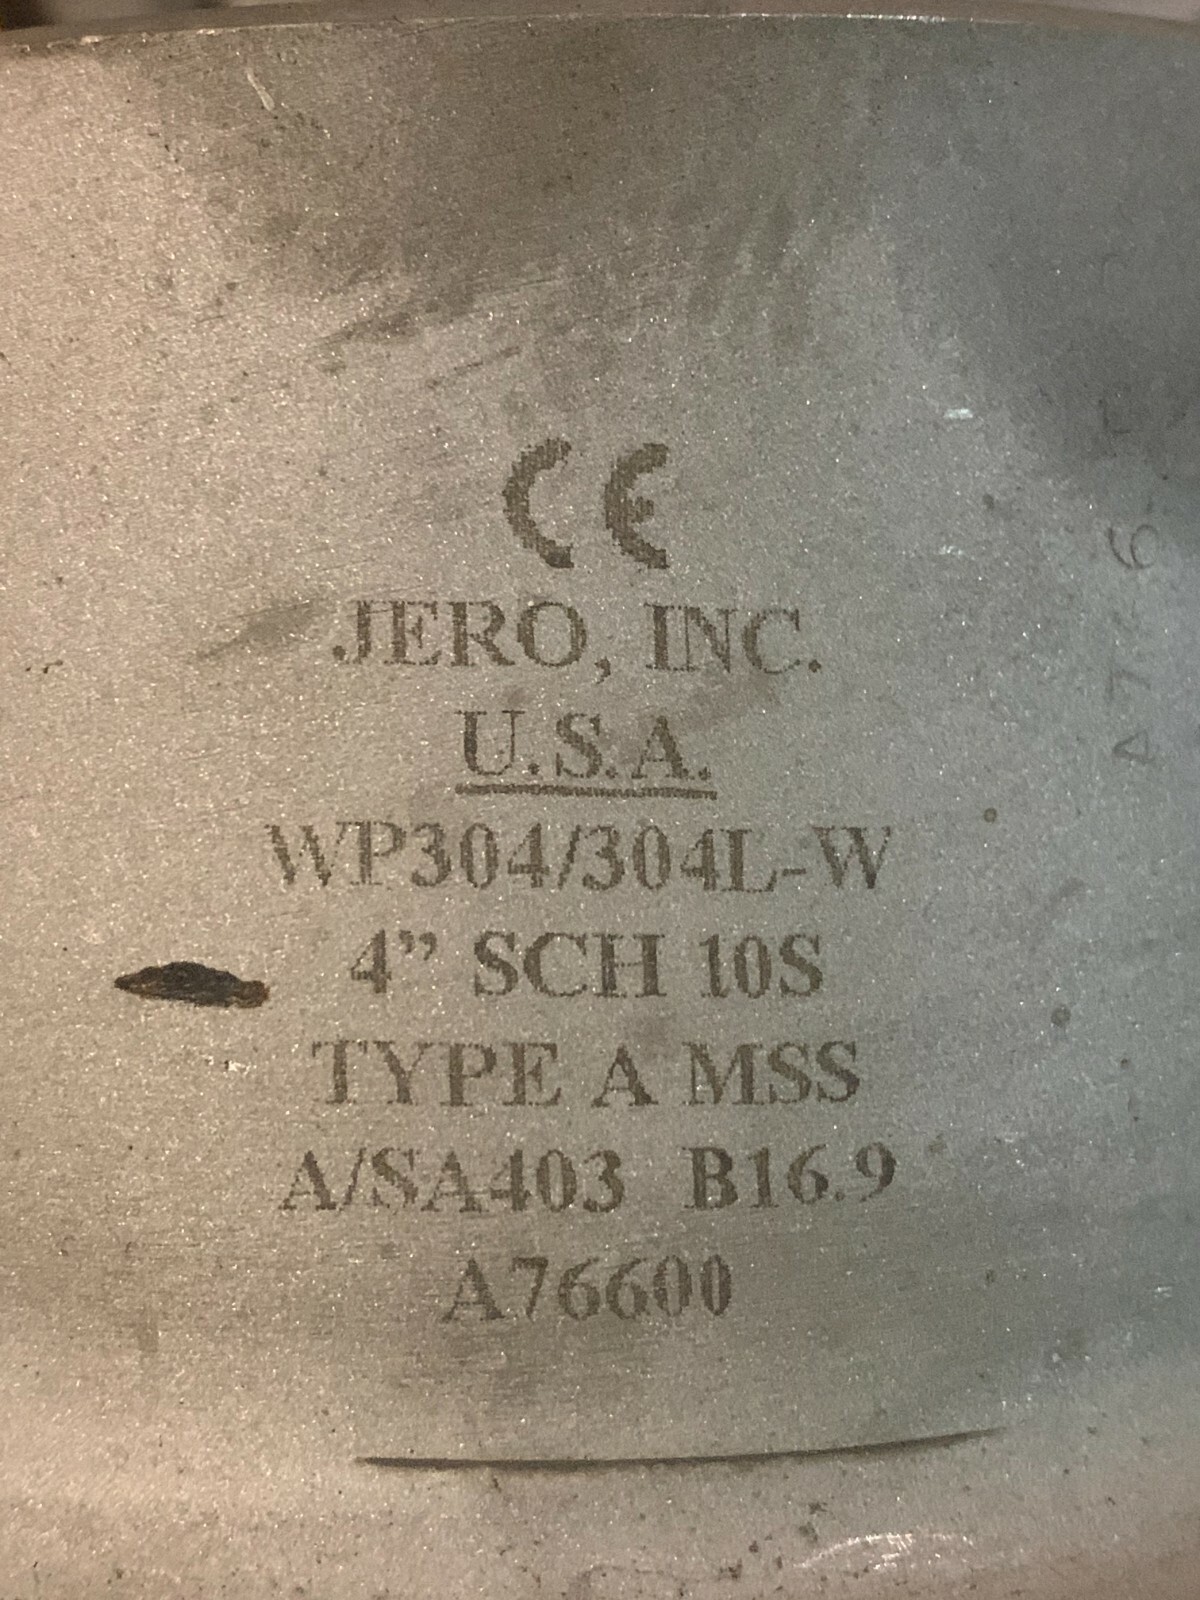 CE
JERO, INC.
U.S.A.
WP304/304L-W
4” SCH 10S
TYPE A MSS
A/SA403 B16.9
A76600